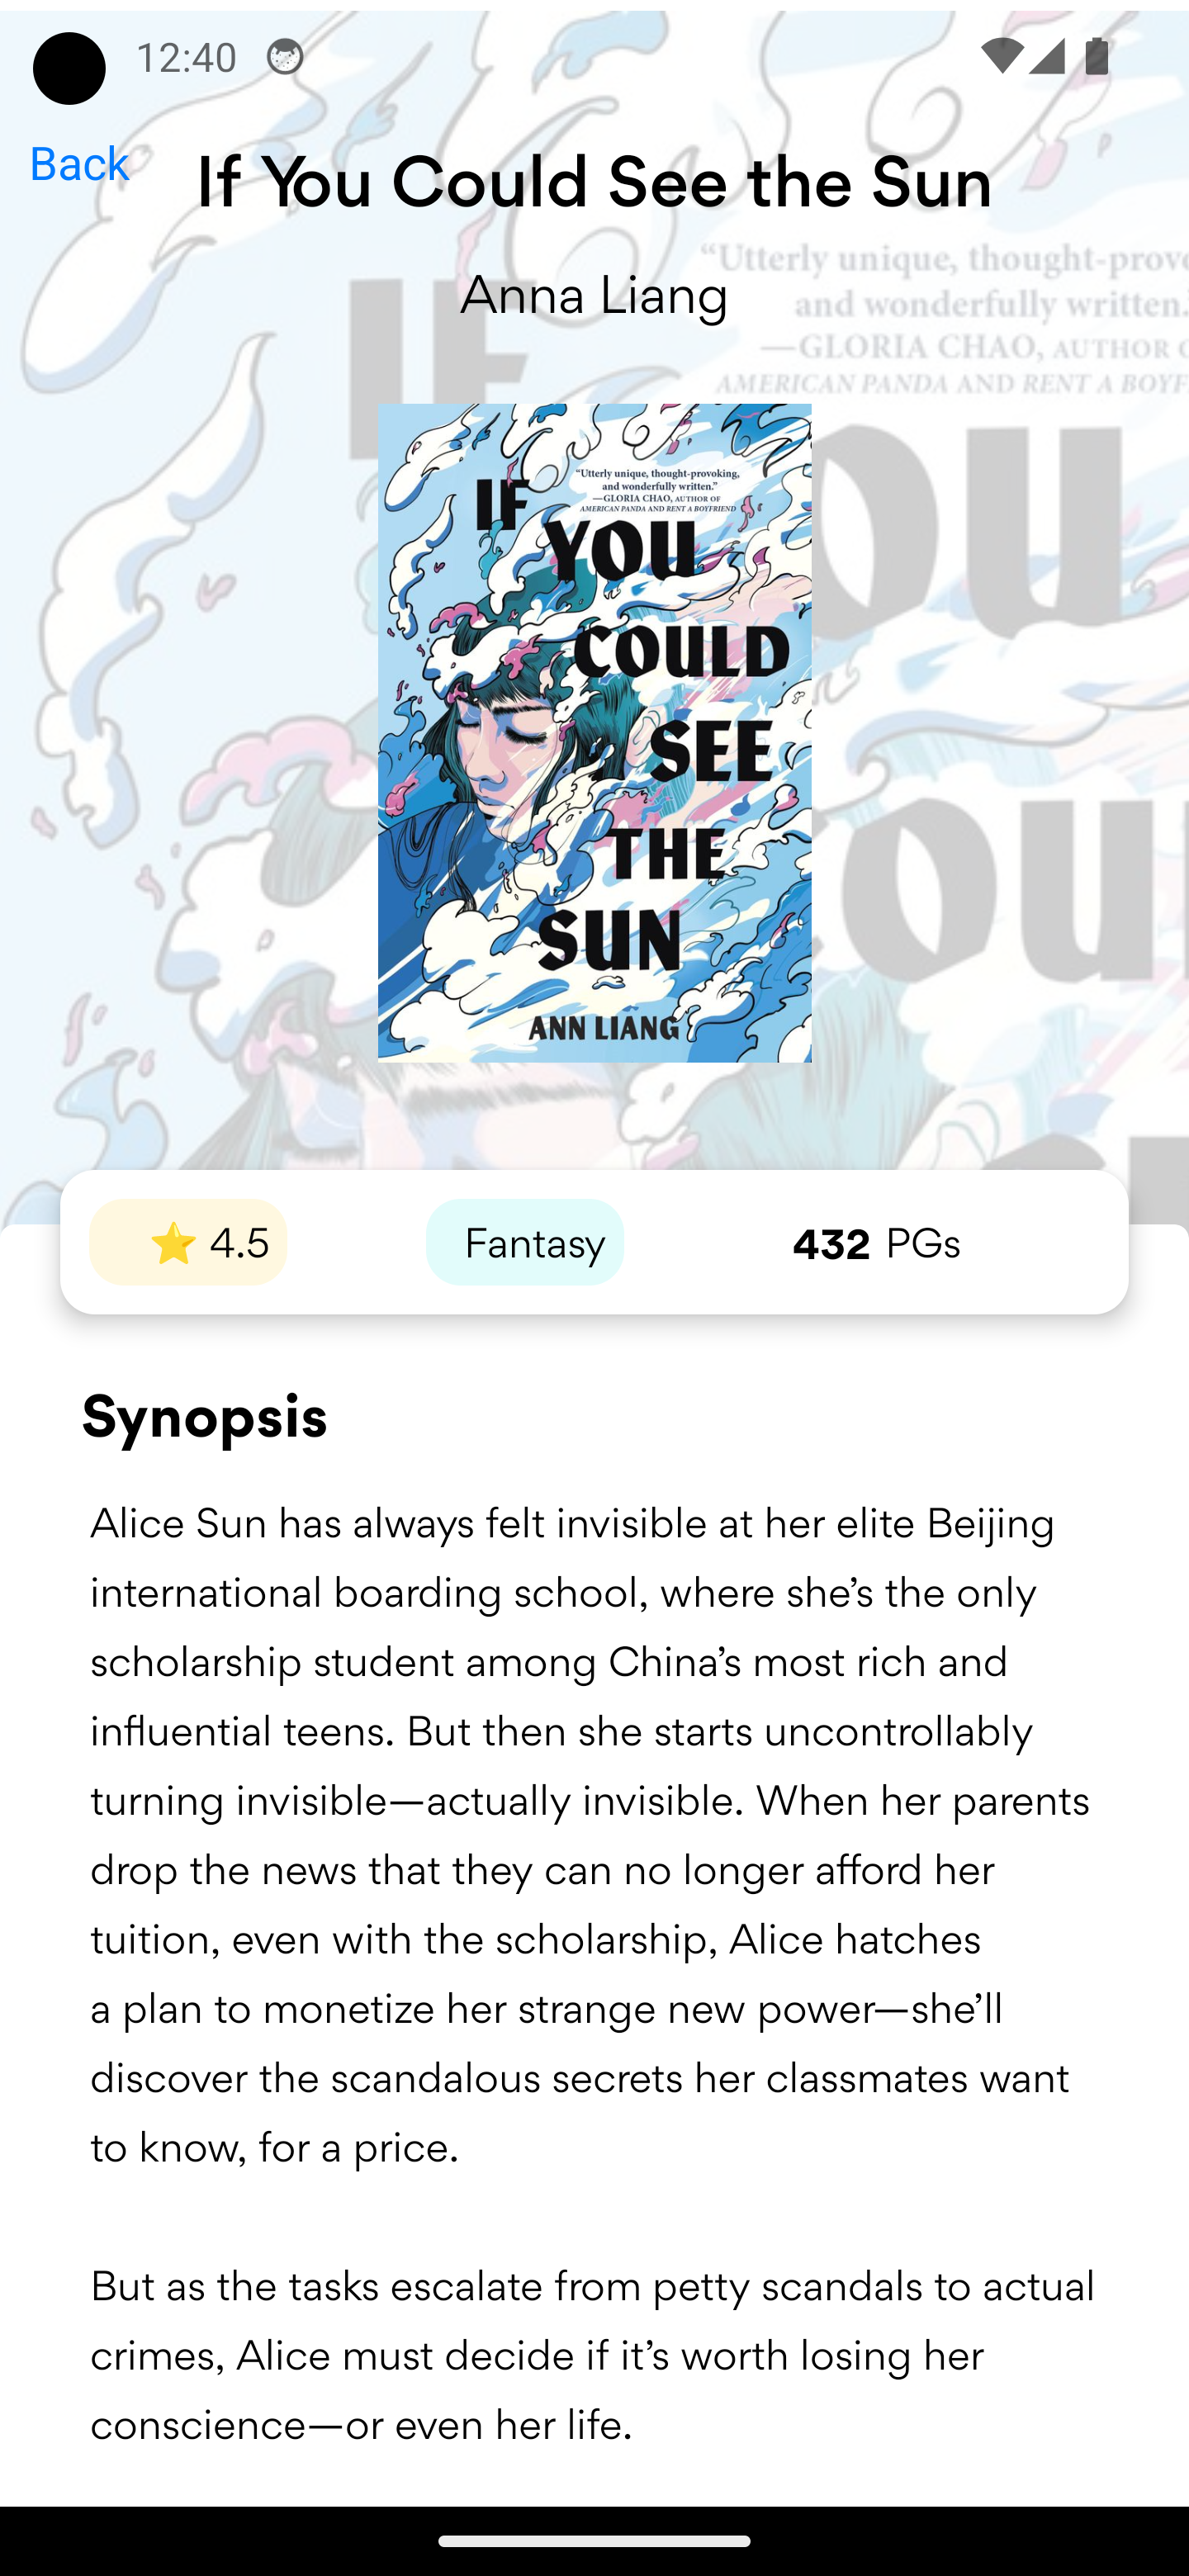 12:40
Back
If You Could See the Sun
Anna Liang
“Utterly unique, thought-prov
and wonderfully written.
—GLORIA CHAO, AUTHOR
AMERICAN PANDA AND RENT A BOYF
IF
OU
OU
“Utterly unique, thought-provoking,
and wonderfully written.”
—GLORIA CHAO, AUTHOR OF
AMERICAN PANDA AND RENT A BOYFRIEND
IF
YOU
COULD
SEE
THE
SUN
ANN LIANG
⭐ 4.5
Fantasy
432 PGs
Synopsis
Alice Sun has always felt invisible at her elite Beijing
international boarding school, where she’s the only
scholarship student among China’s most rich and
influential teens. But then she starts uncontrollably
turning invisible—actually invisible. When her parents
drop the news that they can no longer afford her
tuition, even with the scholarship, Alice hatches
a plan to monetize her strange new power—she’ll
discover the scandalous secrets her classmates want
to know, for a price.
But as the tasks escalate from petty scandals to actual
crimes, Alice must decide if it’s worth losing her
conscience—or even her life.